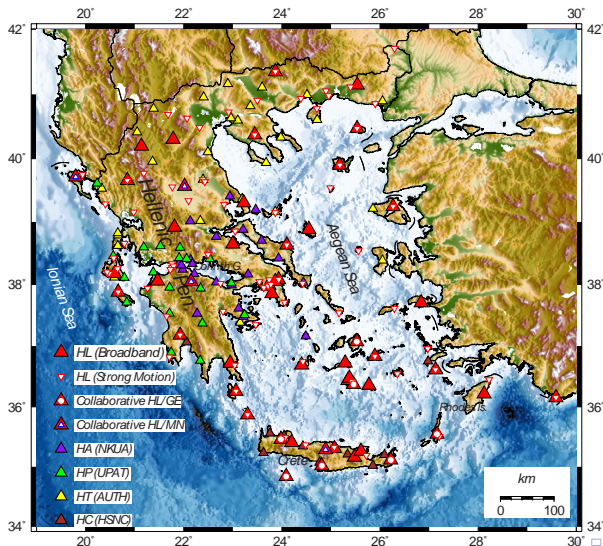 20˚ 22˚ 24˚ 26˚ 28˚ 30˚
42˚ 42˚
40˚ 40˚
Hellenic
Aegean Sea
38˚ 38˚
Ionian Sea
HL (Broadband)
HL (Strong Motion)
Collaborative HL/GE
36˚ 36˚
Rhodes Is.
Collaborative HL/MN
HA (NKUA)
Crete
HP (UPAT)
HT (AUTH)
HC (HSNC)
km
0 100
34˚ 34˚
20˚ 22˚ 24˚ 26˚ 28˚ 30˚